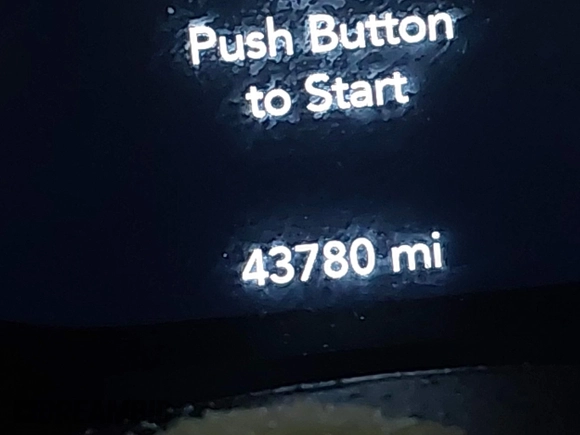 Push Button
to Start
43780 mi